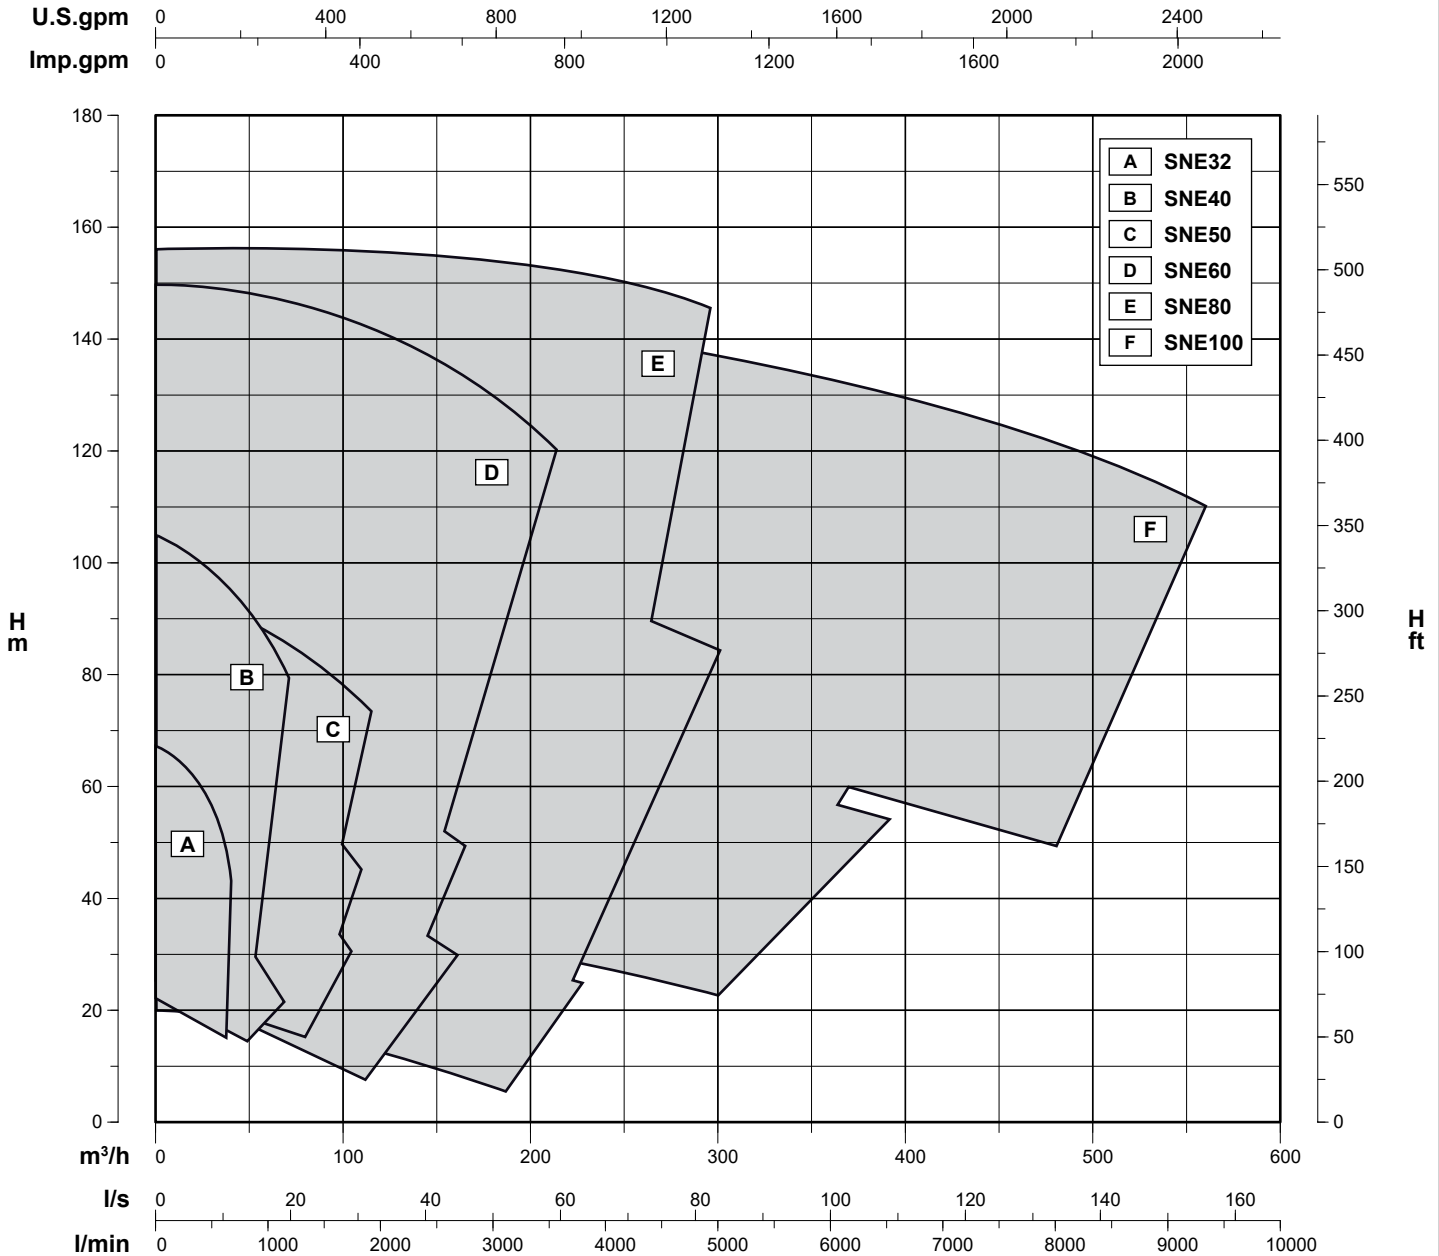 U.S.gpm 0 400 800 1200 1600 2000 2400
Imp.gpm 0 400 800 1200 1600 2000
180
160
140
120
100
80
60
40
20
0
H
m
A SNE32
B SNE40
C SNE50
D SNE60
E SNE80
F SNE100
E
D
F
B
C
A
550
500
450
400
350
300
250
200
150
100
50
0
H
ft
m³/h 0 100 200 300 400 500 600
l/s 0 20 40 60 80 100 120 140 160
l/min 0 1000 2000 3000 4000 5000 6000 7000 8000 9000 10000